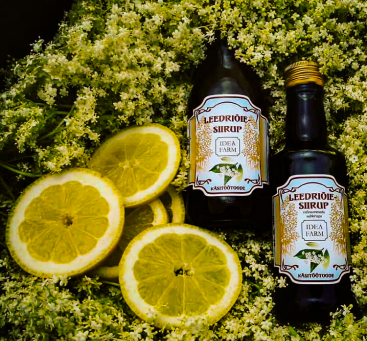 LEEDRIÕIE-
SIIRUP
IDEA
FARM
KÄSITÖÖTOODE
LEEDRIÕIE-
SIIRUP
IDEA
FARM
KÄSITÖÖTOODE